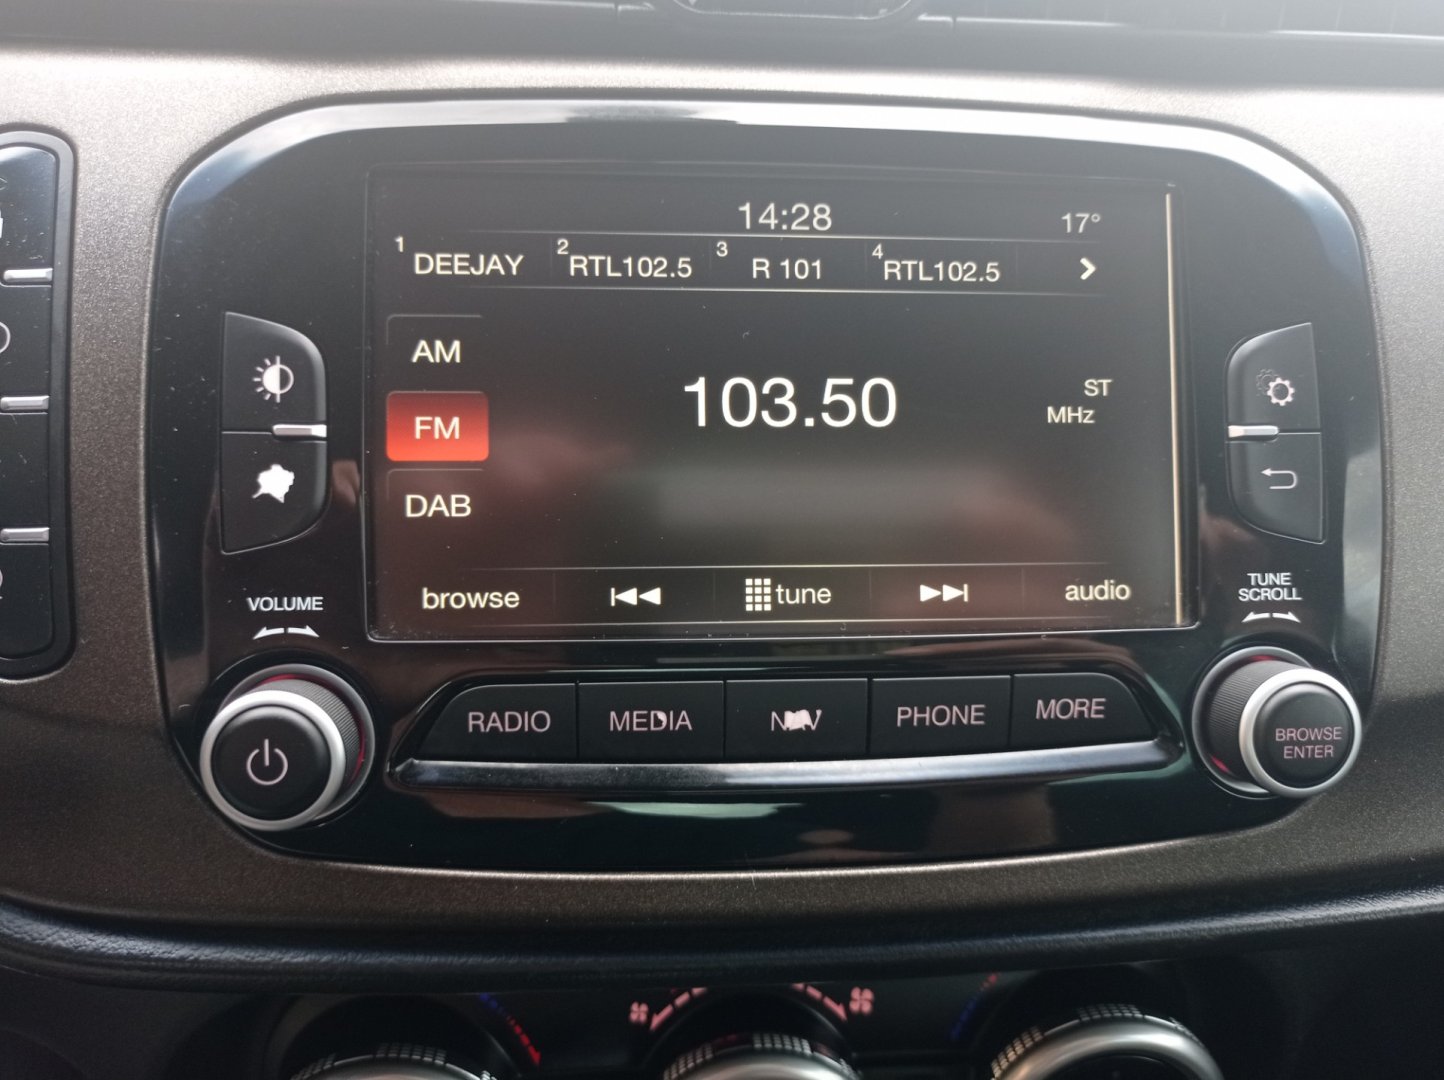 14:28
17°
1 DEEJAY 2 RTL102.5 3 R 101 4 RTL102.5
AM
FM
DAB
103.50
ST
MHz
browse tune audio
VOLUME
TUNE
SCROLL
RADIO MEDIA NAV PHONE MORE
BROWSE
ENTER